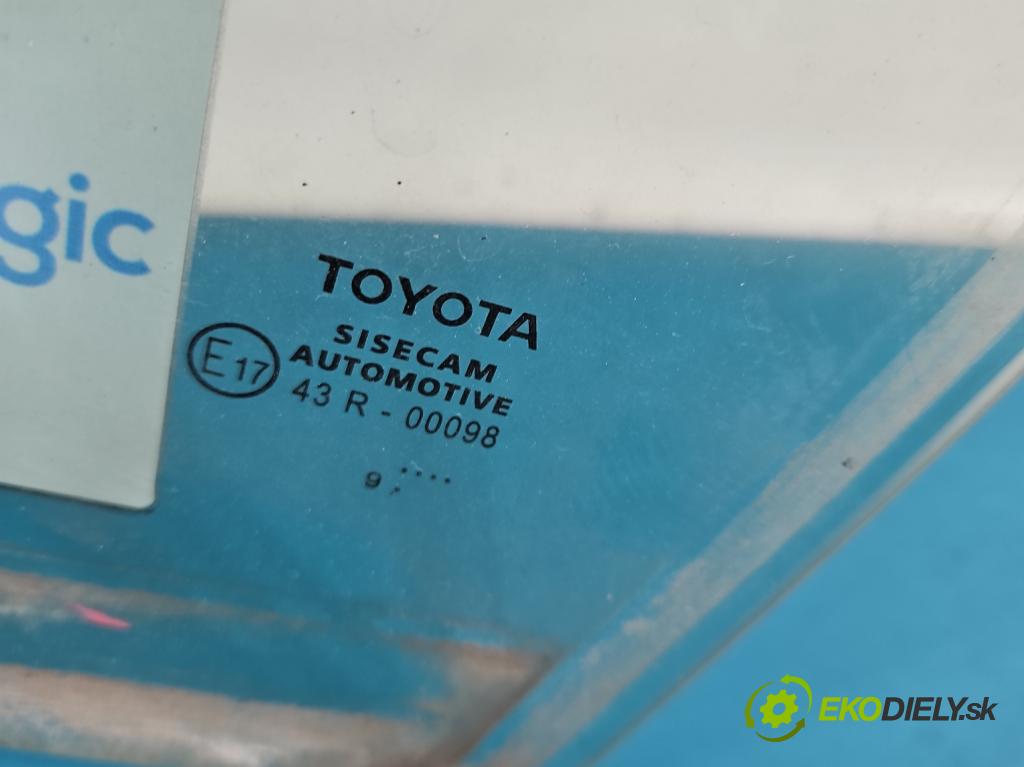 gic
TOYOTA
SISECAM
AUTOMOTIVE
E17
43 R - 00098
9
EKODIELY.sk